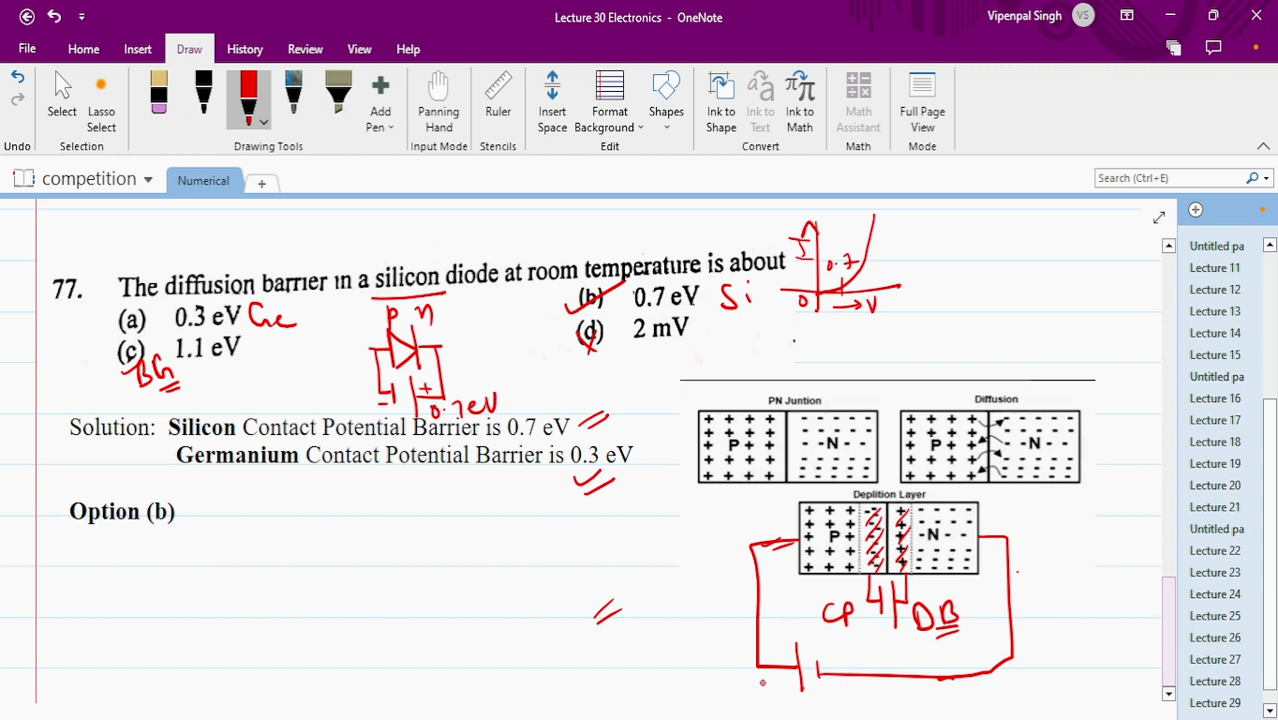 Lecture 30 Electronics - OneNote
Vipenpal Singh VS
File Home Insert Draw History Review View Help
Undo
Select
Lasso Select
Add Pen
Panning Hand
Ruler
Insert Space
Format Background
Shapes
Ink to Shape
Ink to Text
Ink to Math
Math Assistant
Full Page View
Undo Selection Drawing Tools Input Mode Stencils Edit Convert Math Mode
competition Numerical Search (Ctrl+E)
77. The diffusion barrier in a silicon diode at room temperature is about
(a) 0.3 eV Ge (b) 0.7 eV Si
(c) 1.1 eV (d) 2 mV
BG
P n
- +
0.7 eV
0.7
0 V
Solution: Silicon Contact Potential Barrier is 0.7 eV
Germanium Contact Potential Barrier is 0.3 eV
Option (b)
PN Juntion Diffusion
P - -N- - P - -N- -
Deplition Layer
P -N- -
CP DB
Untitled pa
Lecture 11
Lecture 12
Lecture 13
Lecture 14
Lecture 15
Untitled pa
Lecture 16
Lecture 17
Lecture 18
Lecture 19
Lecture 20
Lecture 21
Untitled pa
Lecture 22
Lecture 23
Lecture 24
Lecture 25
Lecture 26
Lecture 27
Lecture 28
Lecture 29